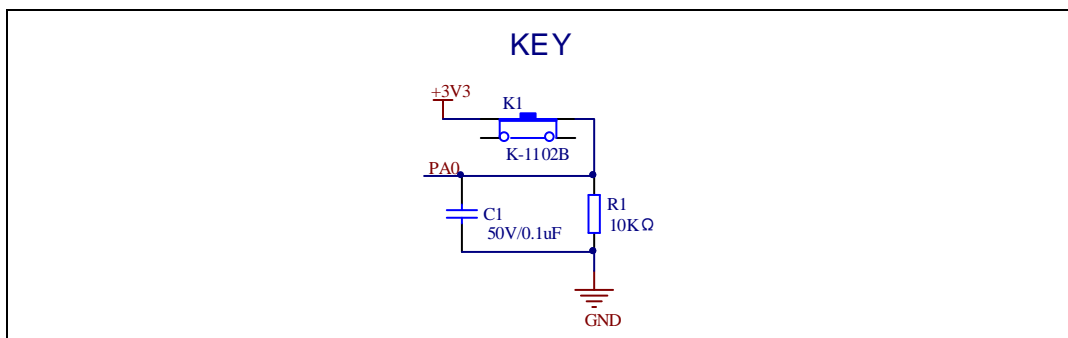 KEY
+3V3
K1
K-1102B
PA0
C1
50V/0.1uF
R1
10KΩ
GND